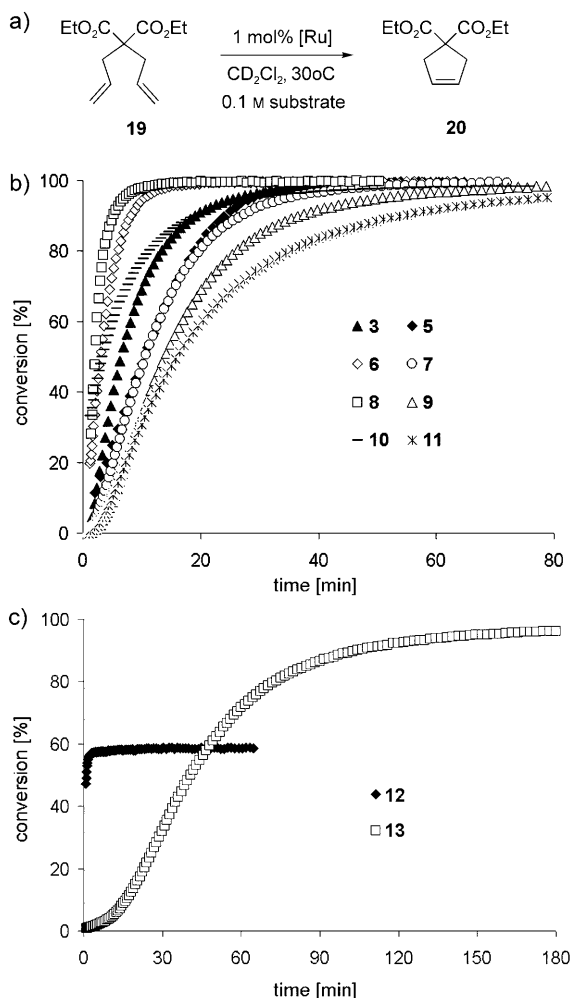 a)
EtO₂C CO₂Et
19
1 mol% [Ru]
CD₂Cl₂, 30oC
0.1 M substrate
EtO₂C CO₂Et
20
b)
100
80
60
40
20
0
conversion [%]
3 5
6 7
8 9
10 11
0 20 40 60 80
time [min]
c)
100
80
60
40
20
0
conversion [%]
12
13
0 30 60 90 120 150 180
time [min]